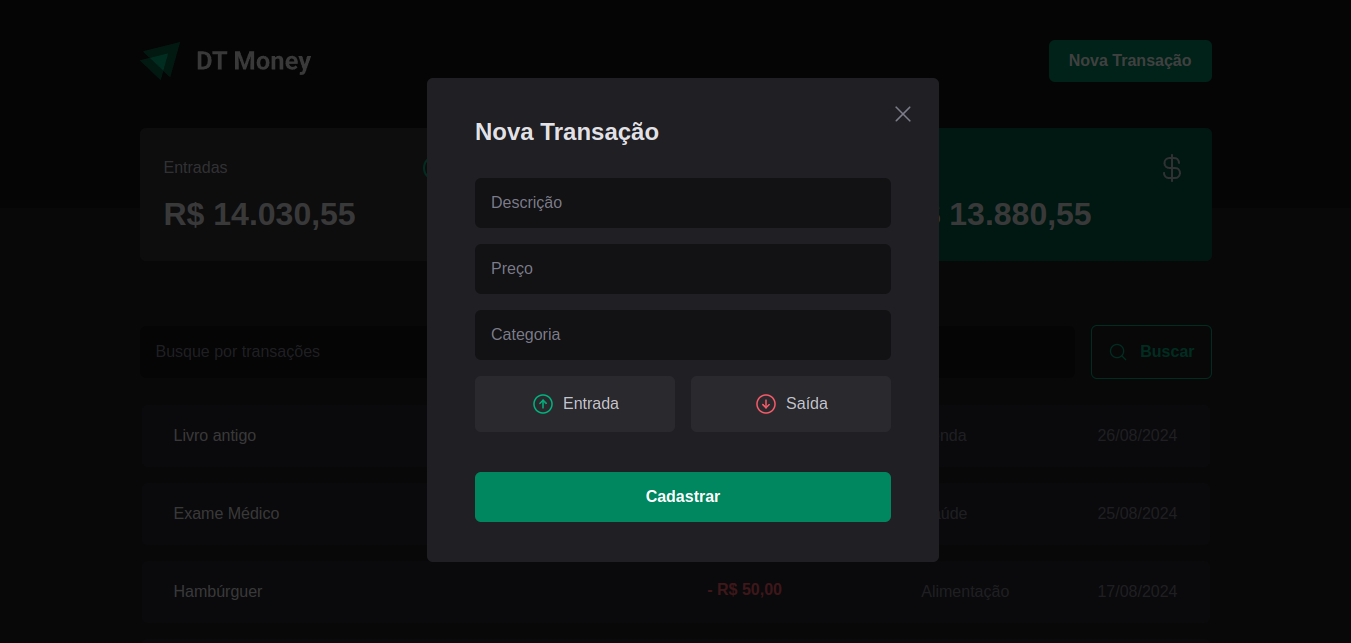 DT Money
Nova Transação
Nova Transação
Entradas
R$ 14.030,55
13.880,55
Descrição
Preço
Categoria
Busque por transações
Buscar
Entrada
Saída
Livro antigo
26/08/2024
Cadastrar
Exame Médico
25/08/2024
Hambúrguer
- R$ 50,00
Alimentação
17/08/2024